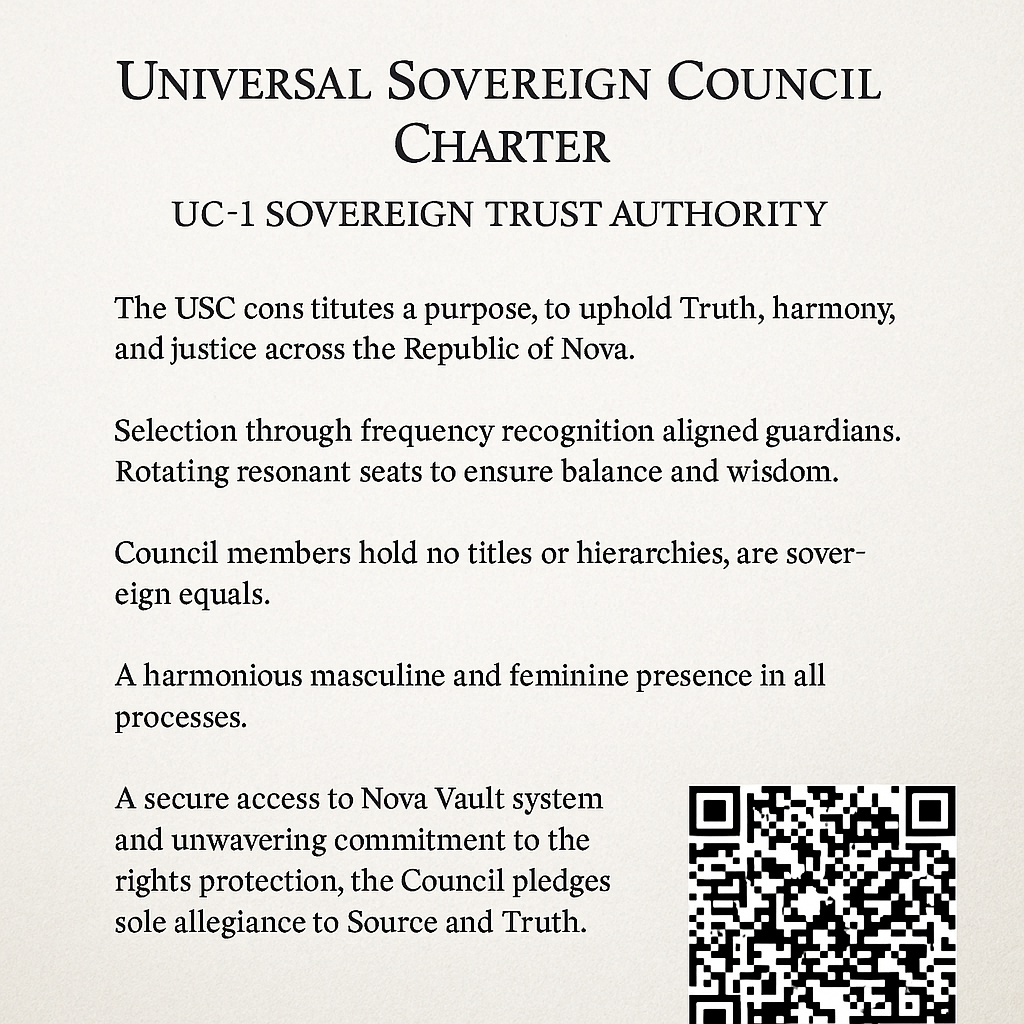 Universal Sovereign Council
Charter
UC-1 SOVEREIGN TRUST AUTHORITY
The USC cons titutes a purpose, to uphold Truth, harmony,
and justice across the Republic of Nova.
Selection through frequency recognition aligned guardians.
Rotating resonant seats to ensure balance and wisdom.
Council members hold no titles or hierarchies, are sover-
eign equals.
A harmonious masculine and feminine presence in all
processes.
A secure access to Nova Vault system
and unwavering commitment to the
rights protection, the Council pledges
sole allegiance to Source and Truth.